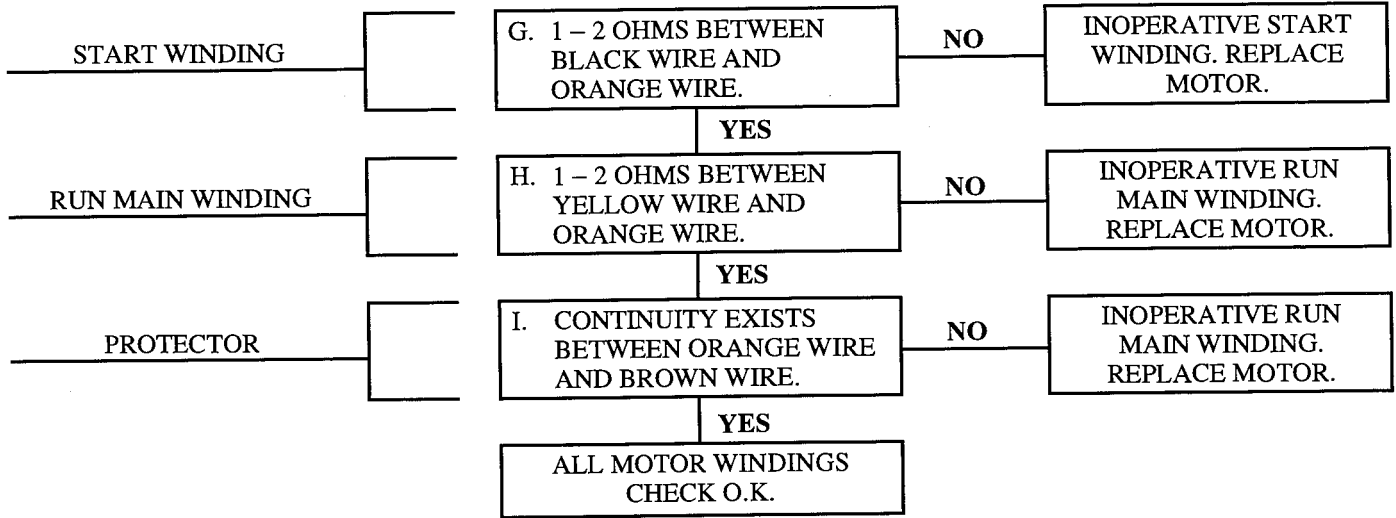 START WINDING
G. 1 – 2 OHMS BETWEEN
BLACK WIRE AND
ORANGE WIRE.
NO
INOPERATIVE START
WINDING. REPLACE
MOTOR.
YES
RUN MAIN WINDING
H. 1 – 2 OHMS BETWEEN
YELLOW WIRE AND
ORANGE WIRE.
NO
INOPERATIVE RUN
MAIN WINDING.
REPLACE MOTOR.
YES
PROTECTOR
I. CONTINUITY EXISTS
BETWEEN ORANGE WIRE
AND BROWN WIRE.
NO
INOPERATIVE RUN
MAIN WINDING.
REPLACE MOTOR.
YES
ALL MOTOR WINDINGS
CHECK O.K.